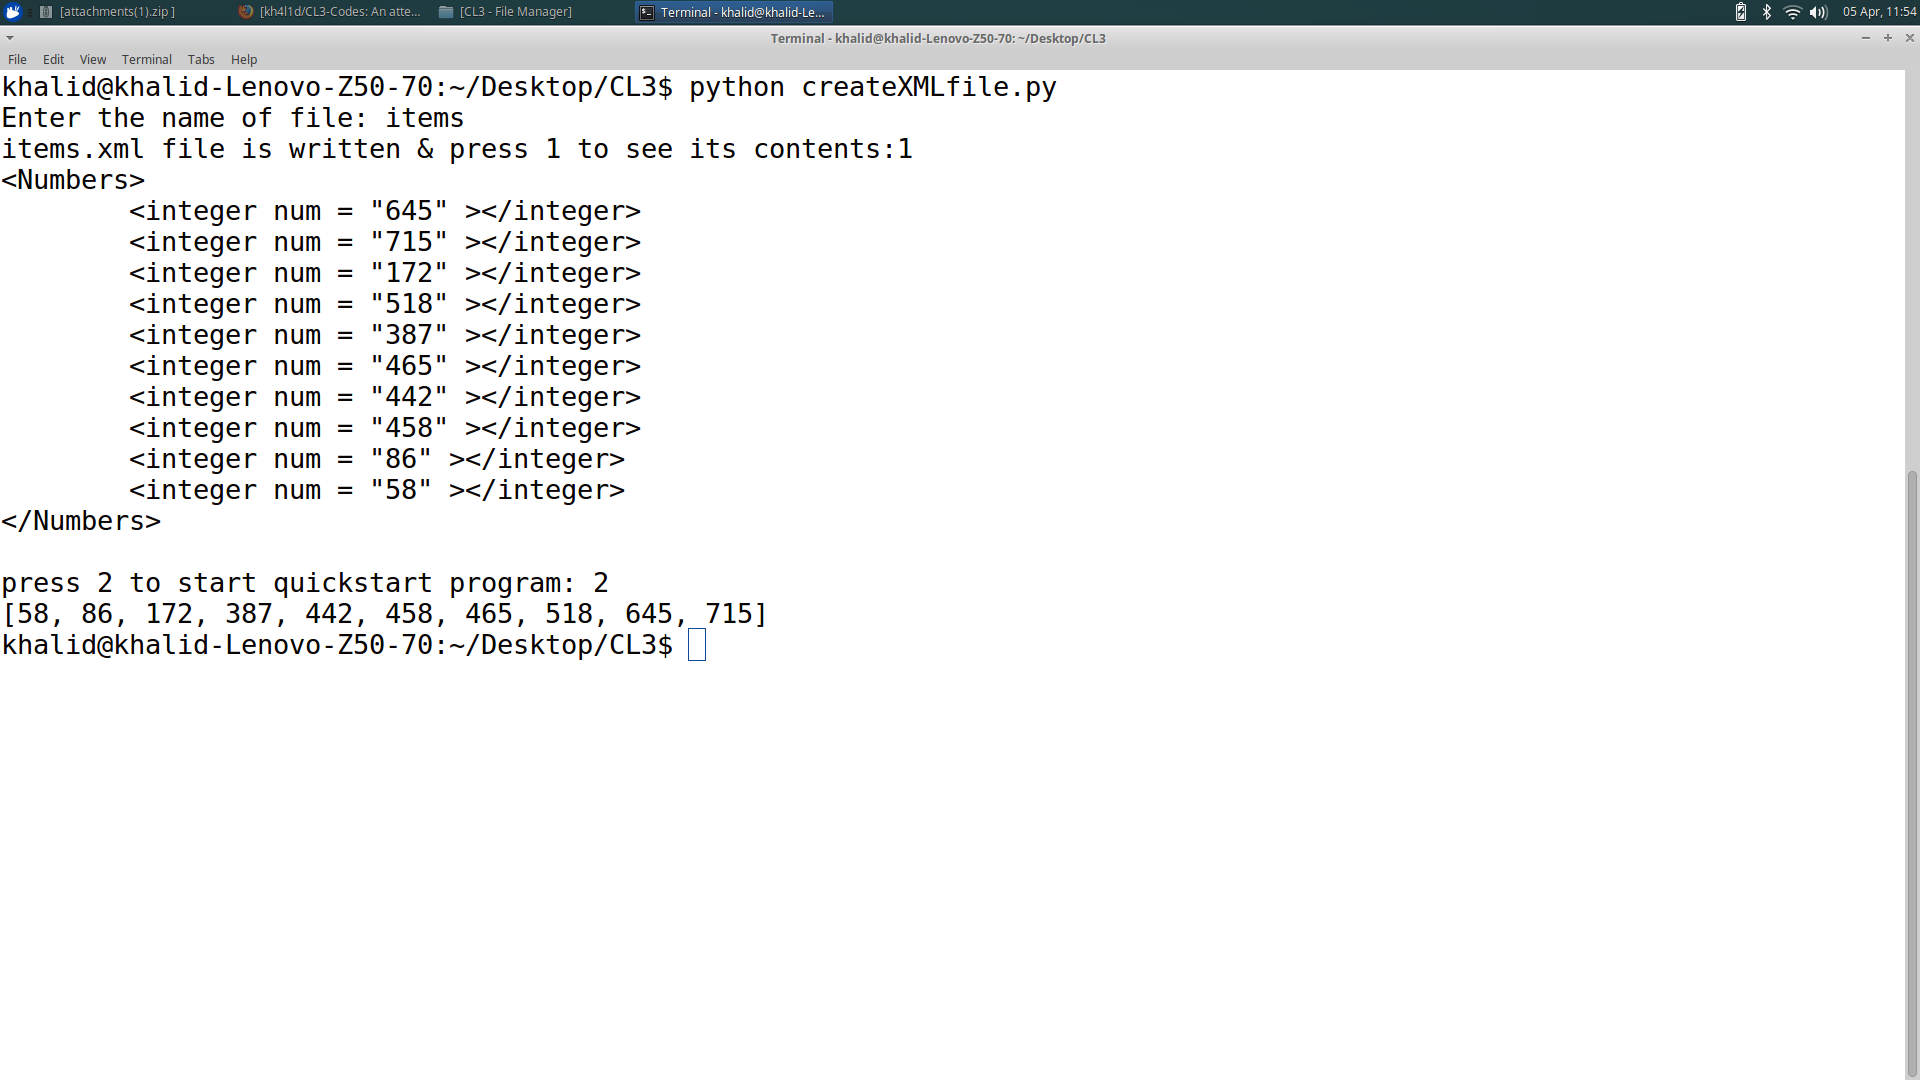 [attachments(1).zip ] [kh4l1d/CL3-Codes: An atte... [CL3 - File Manager] Terminal - khalid@khalid-Le... 05 Apr, 11:54
Terminal - khalid@khalid-Lenovo-Z50-70: ~/Desktop/CL3
File Edit View Terminal Tabs Help
khalid@khalid-Lenovo-Z50-70:~/Desktop/CL3$ python createXMLfile.py
Enter the name of file: items
items.xml file is written & press 1 to see its contents:1
<Numbers>
        <integer num = "645" ></integer>
        <integer num = "715" ></integer>
        <integer num = "172" ></integer>
        <integer num = "518" ></integer>
        <integer num = "387" ></integer>
        <integer num = "465" ></integer>
        <integer num = "442" ></integer>
        <integer num = "458" ></integer>
        <integer num = "86" ></integer>
        <integer num = "58" ></integer>
</Numbers>
press 2 to start quickstart program: 2
[58, 86, 172, 387, 442, 458, 465, 518, 645, 715]
khalid@khalid-Lenovo-Z50-70:~/Desktop/CL3$